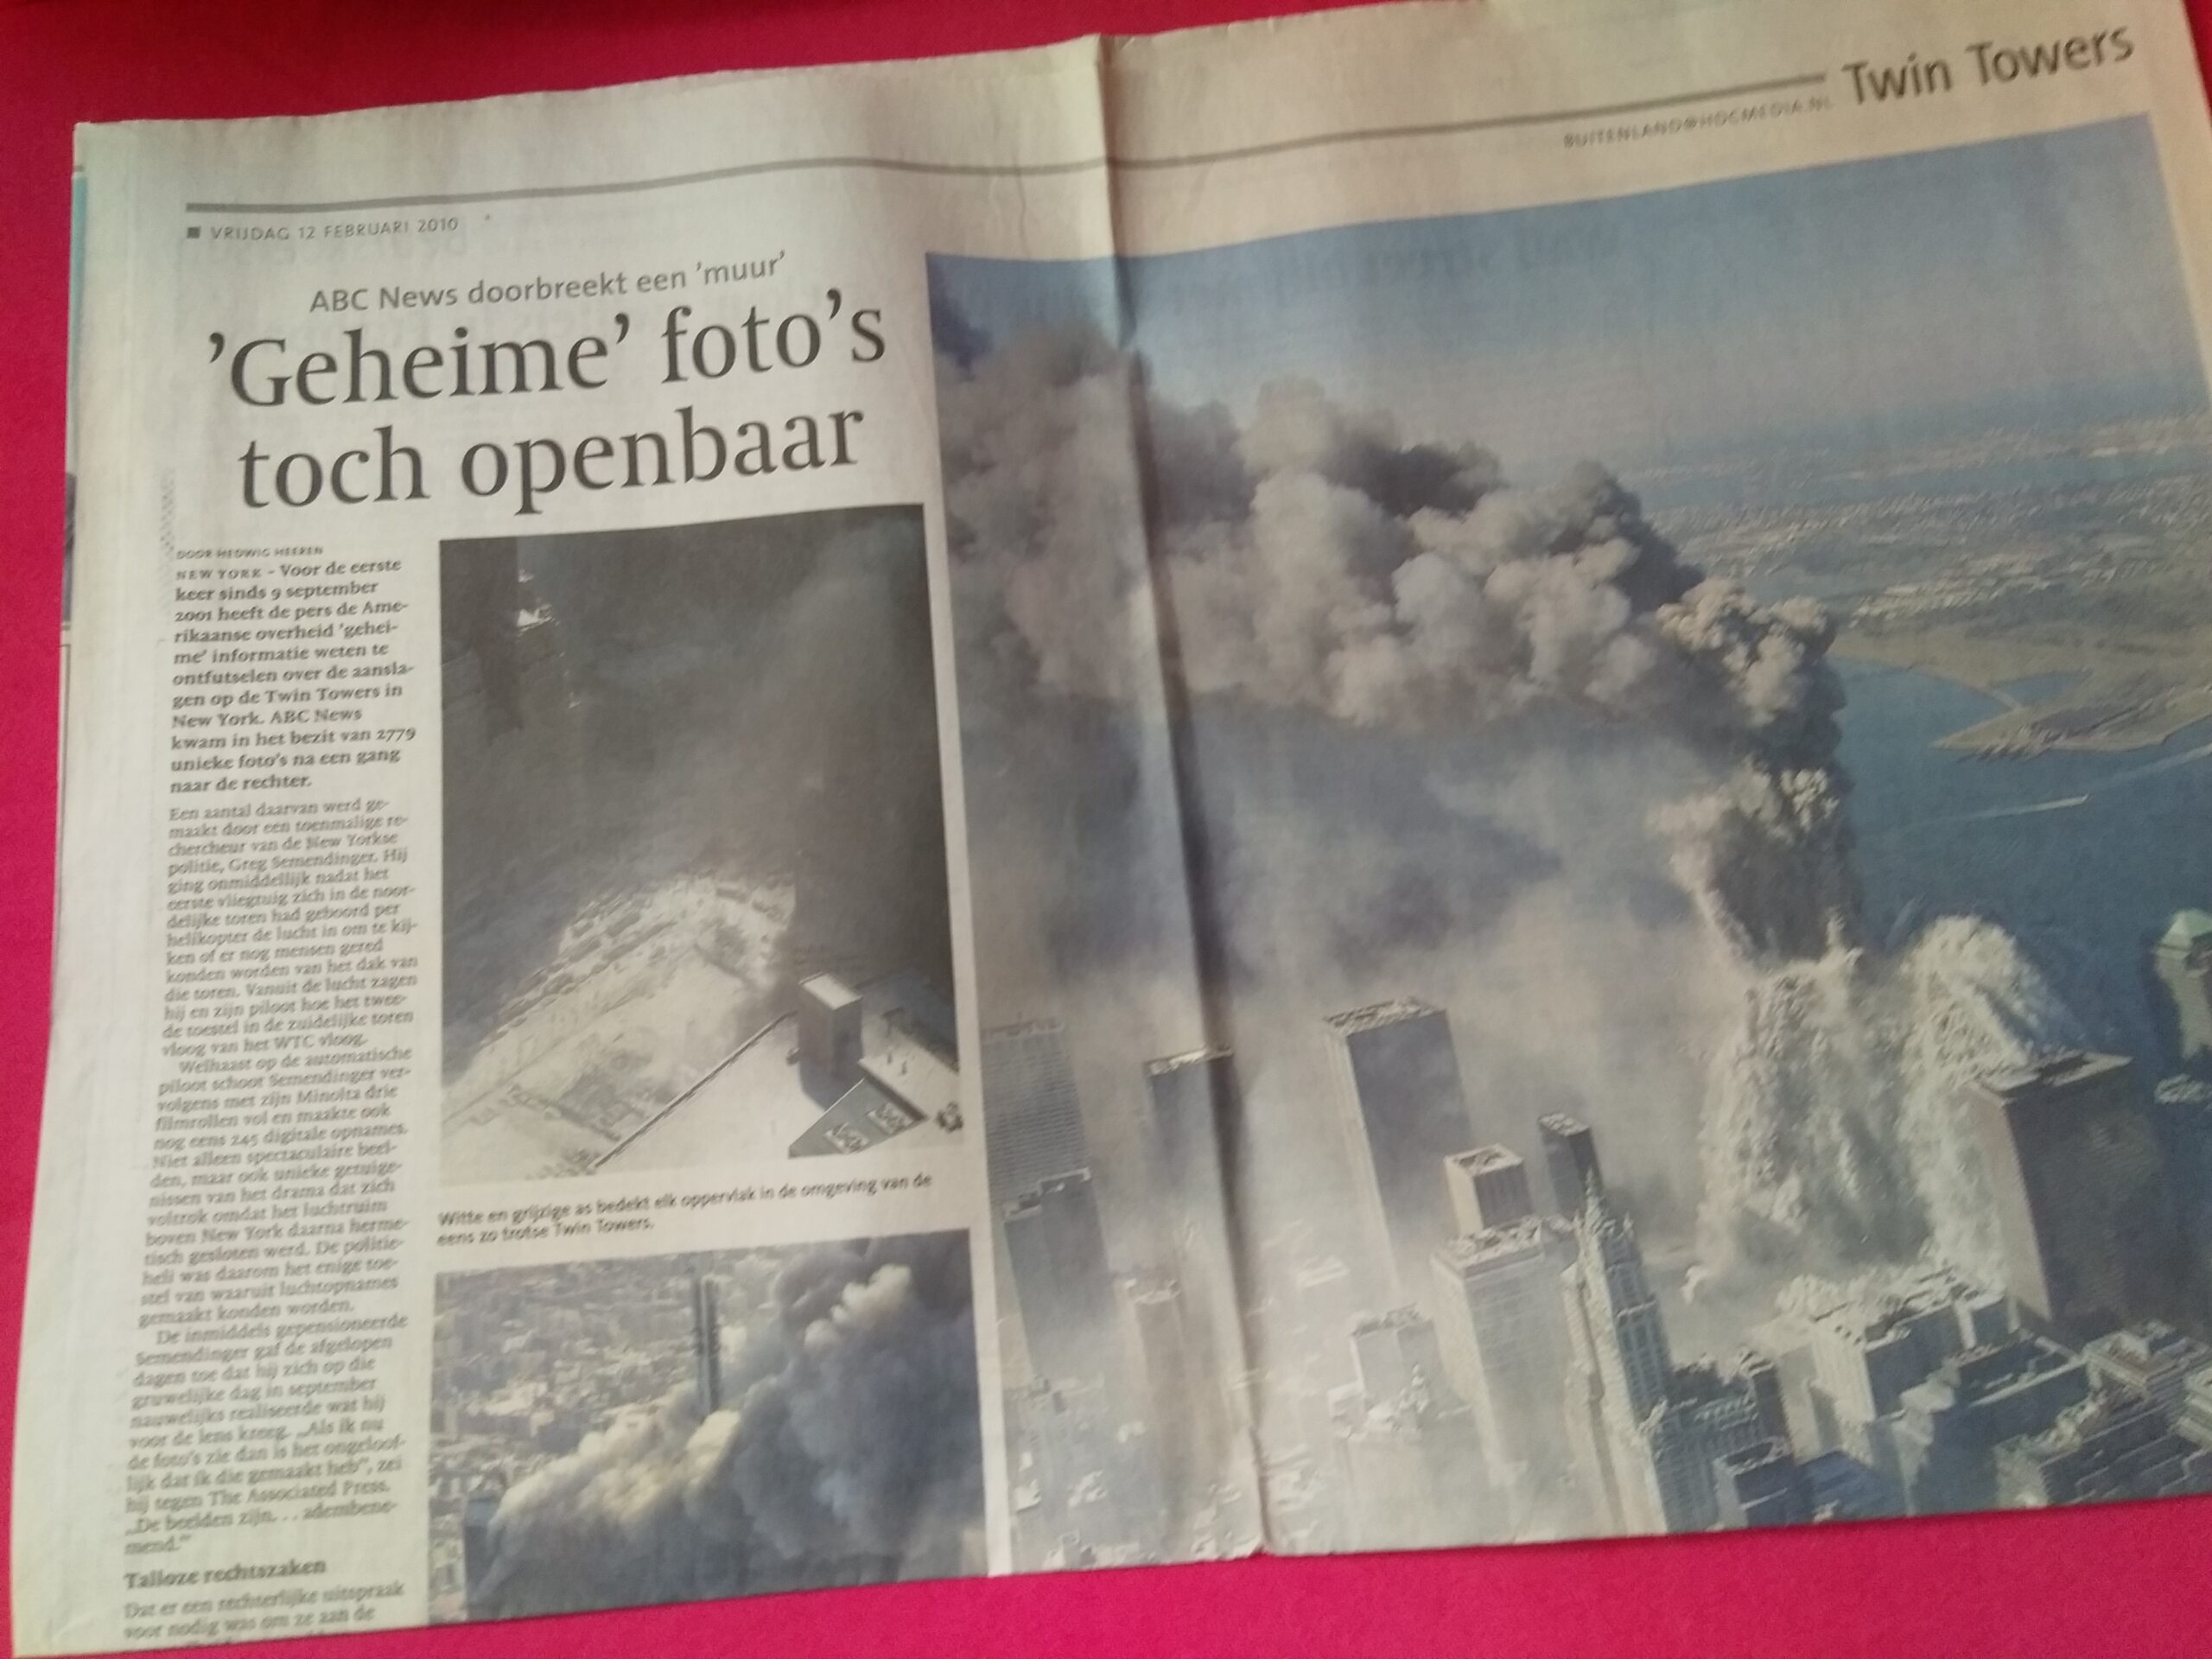 Twin Towers
BUITENLAND@HDCMEDIA.NL
VRIJDAG 12 FEBRUARI 2010
ABC News doorbreekt een 'muur'
'Geheime' foto's
toch openbaar
DOOR HEDWIG HEEREN
NEW YORK - Voor de eerste
keer sinds 9 september
2001 heeft de pers de Ame-
rikaanse overheid 'gehei-
me' informatie weten te
ontfutselen over de aansla-
gen op de Twin Towers in
New York. ABC News
kwam in het bezit van 2779
unieke foto's na een gang
naar de rechter.
Een aantal daarvan werd ge-
maakt door een toenmalige re-
chercheur van de New Yorkse
politie, Greg Semendinger. Hij
ging onmiddellijk nadat het
eerste vliegtuig zich in de noor-
delijke toren had geboord per
helikopter de lucht in om te kij-
ken of er nog mensen gered
konden worden van het dak van
die toren. Vanuit de lucht zagen
hij en zijn piloot hoe het twee-
de toestel in de zuidelijke toren
vloog van het WTC vloog.
Welhaast op de automatische
piloot schoot Semendinger ver-
volgens met zijn Minolta drie
filmrollen vol en maakte ook
nog eens 245 digitale opnames.
Niet alleen spectaculaire beel-
den, maar ook unieke getuige-
nissen van het drama dat zich
voltrok omdat het luchtruim
boven New York daarna herme-
tisch gesloten werd. De politie-
heli was daarom het enige toe-
stel van waaruit luchtopnames
gemaakt konden worden.
De inmiddels gepensioneerde
Semendinger gaf de afgelopen
dagen toe dat hij zich op die
gruwelijke dag in september
nauwelijks realiseerde wat hij
voor de lens kreeg. „Als ik nu
de foto's zie dan is het ongeloof-
lijk dat ik die gemaakt heb", zei
hij tegen The Associated Press.
„De beelden zijn. . . adembene-
mend."
Talloze rechtszaken
Dat er een rechterlijke uitspraak
voor nodig was om ze aan de
Witte en grijzige as bedekt elk oppervlak in de omgeving van de
eens zo trotse Twin Towers.